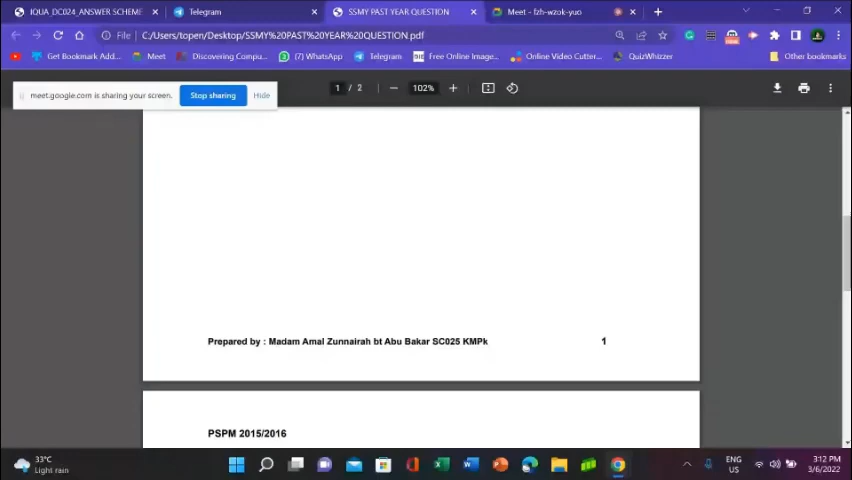 IQUA_DC024_ANSWER SCHEME
Telegram
SSMY PAST YEAR QUESTION
Meet - fzh-wzok-yuo
File
C:/Users/topen/Desktop/SSMY%20PAST%20YEAR%20QUESTION.pdf
Get Bookmark Add...
Meet
Discovering Compu...
(1) WhatsApp
Telegram
Free Online Image...
Online Video Cutter...
QuizWhizzer
Other bookmarks
meet.google.com is sharing your screen.
Stop sharing
Hide
1 / 2
102%
Prepared by : Madam Amal Zunnairah bt Abu Bakar SC025 KMPk
1
PSPM 2015/2016
33°C
Light rain
ENG
US
3:12 PM
3/6/2022